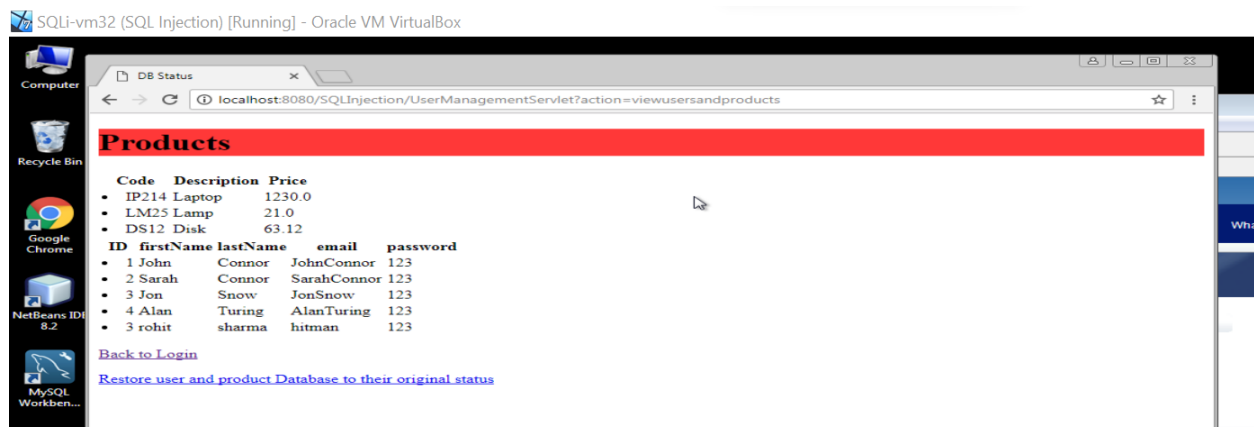 SQLi-vm32 (SQL Injection) [Running] - Oracle VM VirtualBox
Computer
Recycle Bin
Google
Chrome
NetBeans IDE
8.2
MySQL
Workben...
DB Status
localhost:8080/SQLInjection/UserManagementServlet?action=viewusersandproducts
Products
Code Description Price
• IP214 Laptop 1230.0
• LM25 Lamp 21.0
• DS12 Disk 63.12
ID firstName lastName email password
• 1 John Connor JohnConnor 123
• 2 Sarah Connor SarahConnor 123
• 3 Jon Snow JonSnow 123
• 4 Alan Turing AlanTuring 123
• 3 rohit sharma hitman 123
Back to Login
Restore user and product Database to their original status
Wha